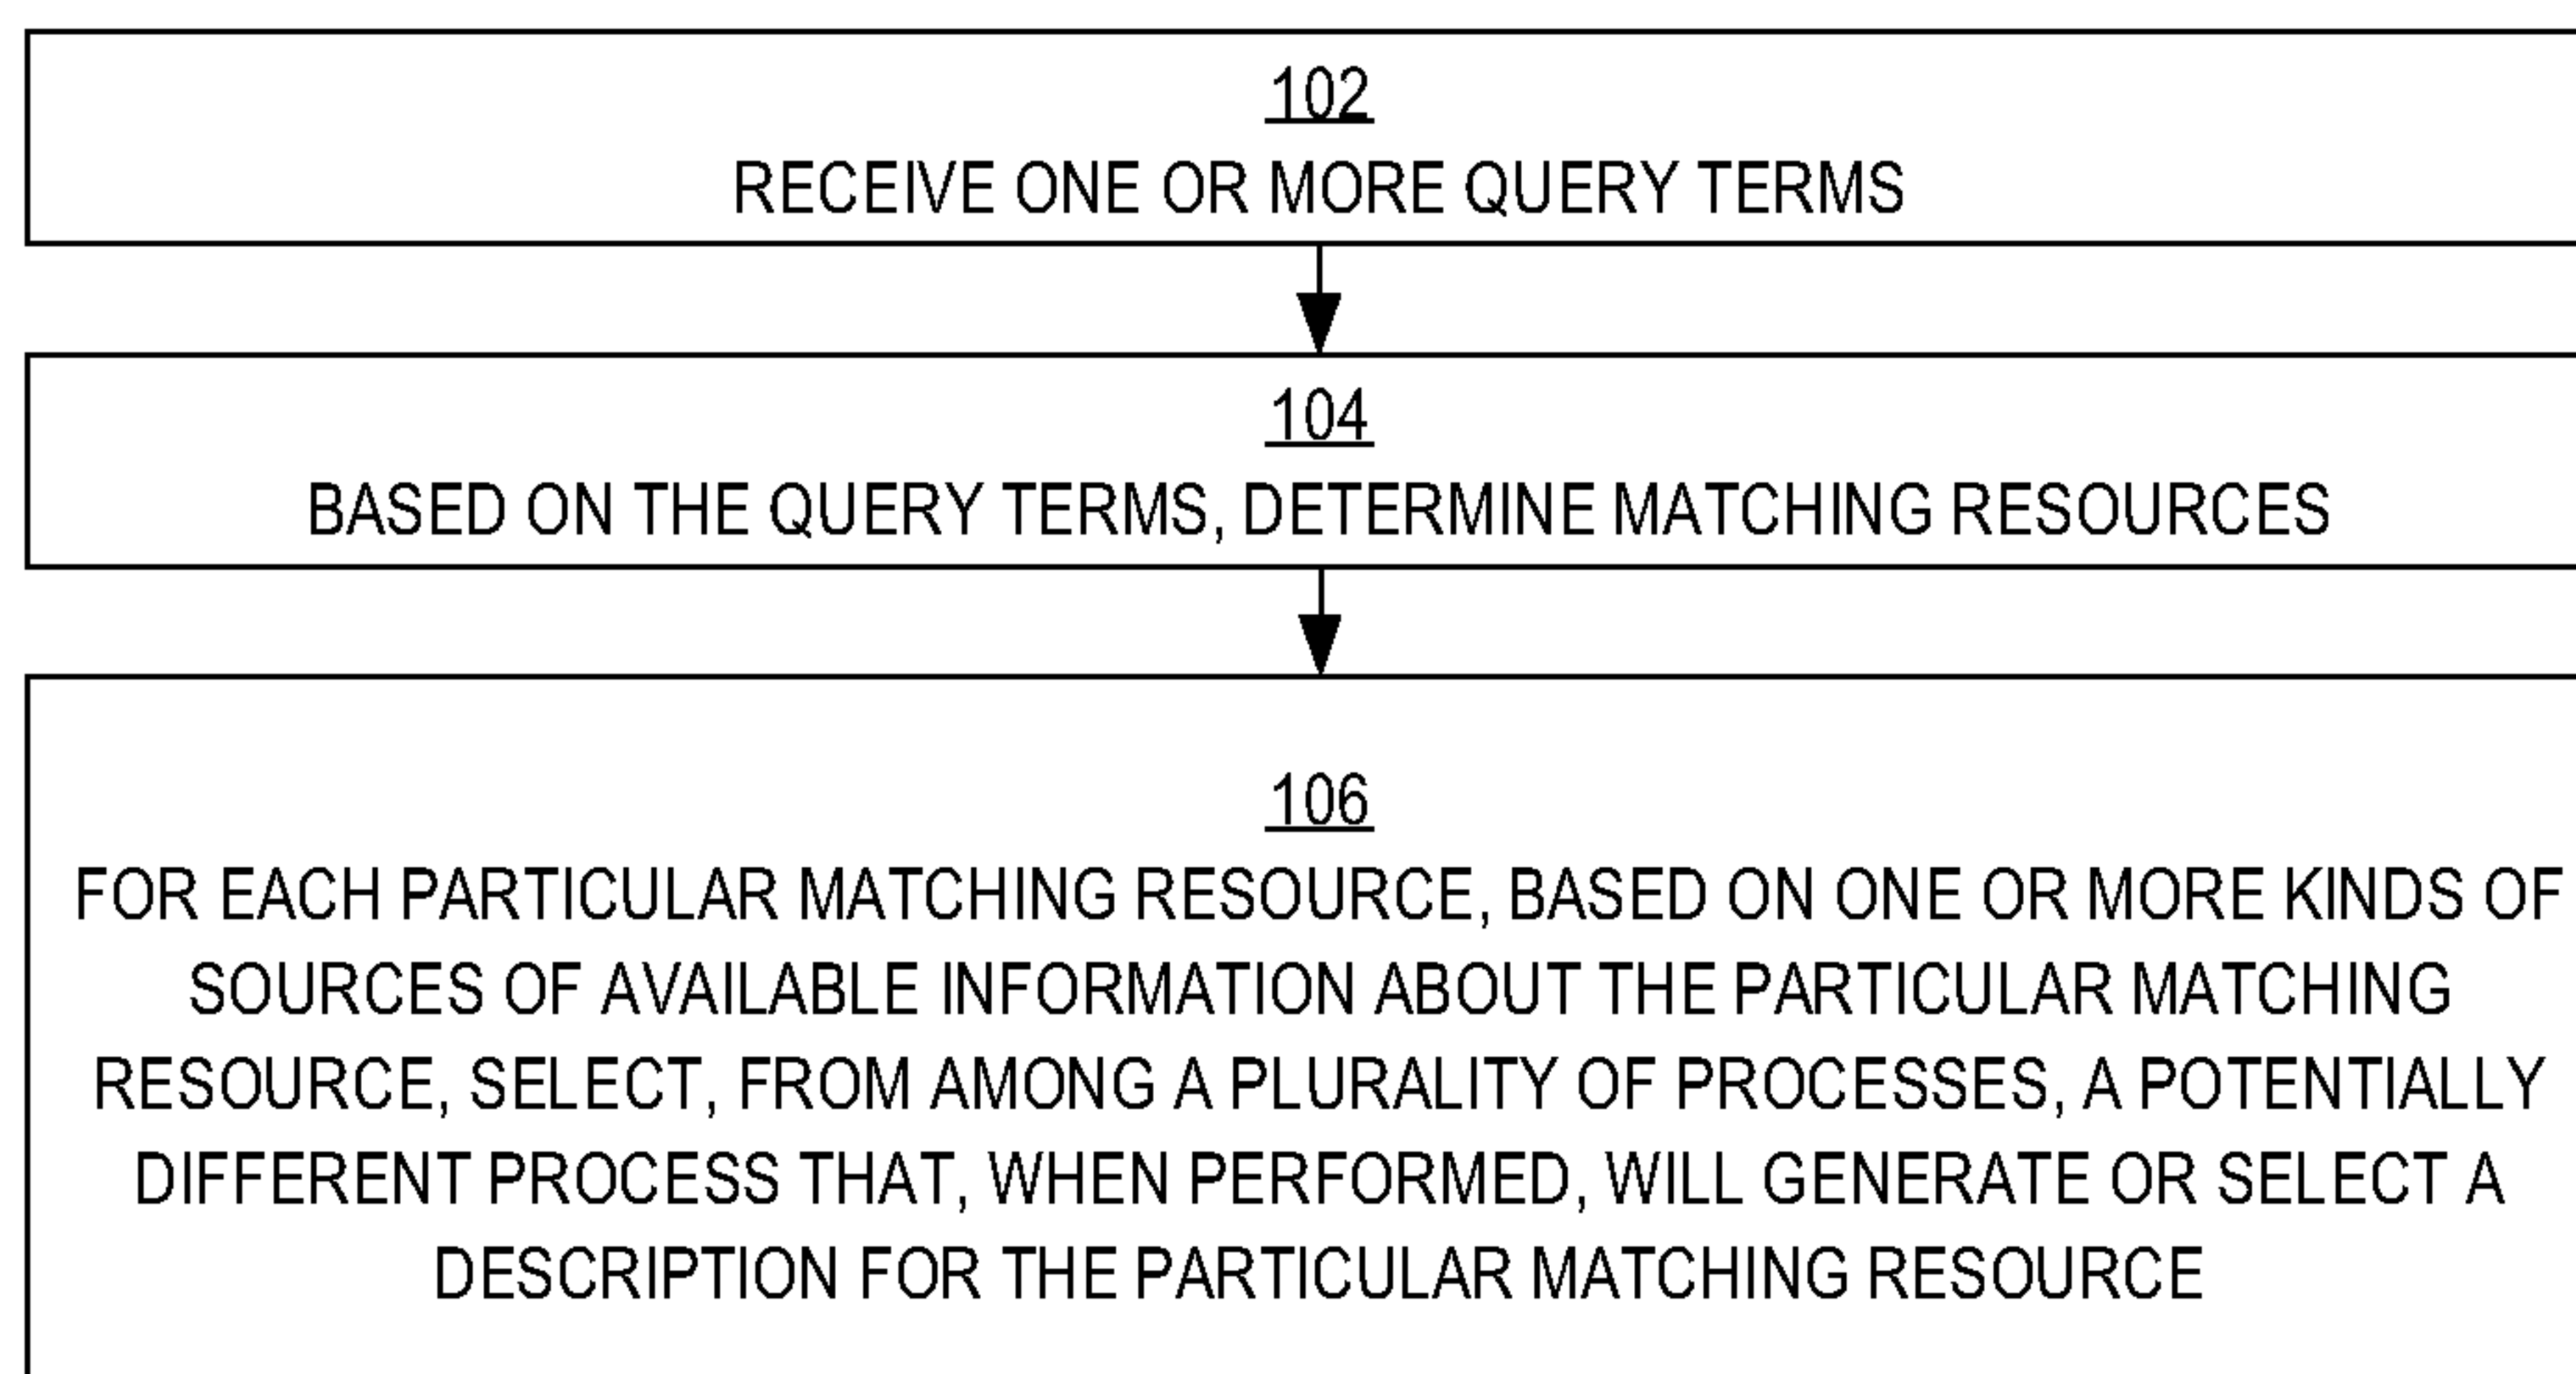 102
RECEIVE ONE OR MORE QUERY TERMS
104
BASED ON THE QUERY TERMS, DETERMINE MATCHING RESOURCES
106
FOR EACH PARTICULAR MATCHING RESOURCE, BASED ON ONE OR MORE KINDS OF
SOURCES OF AVAILABLE INFORMATION ABOUT THE PARTICULAR MATCHING
RESOURCE, SELECT, FROM AMONG A PLURALITY OF PROCESSES, A POTENTIALLY
DIFFERENT PROCESS THAT, WHEN PERFORMED, WILL GENERATE OR SELECT A
DESCRIPTION FOR THE PARTICULAR MATCHING RESOURCE